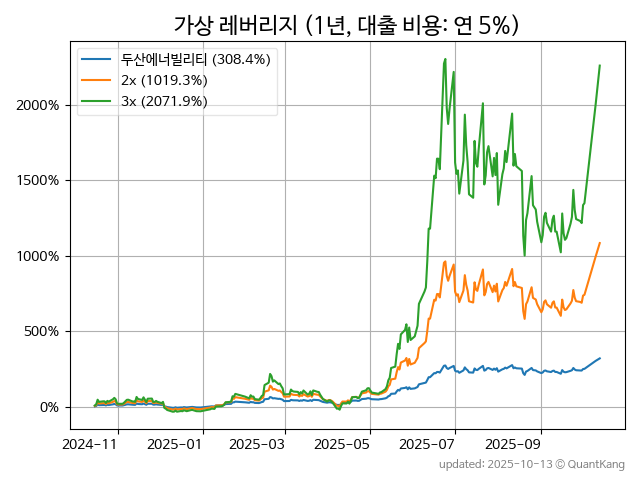 가상 레버리지 (1년, 대출 비용: 연 5%)
두산에너빌리티 (308.4%)
2x (1019.3%)
3x (2071.9%)
2000%
1500%
1000%
500%
0%
2024-11
2025-01
2025-03
2025-05
2025-07
2025-09
updated: 2025-10-13 © QuantKang